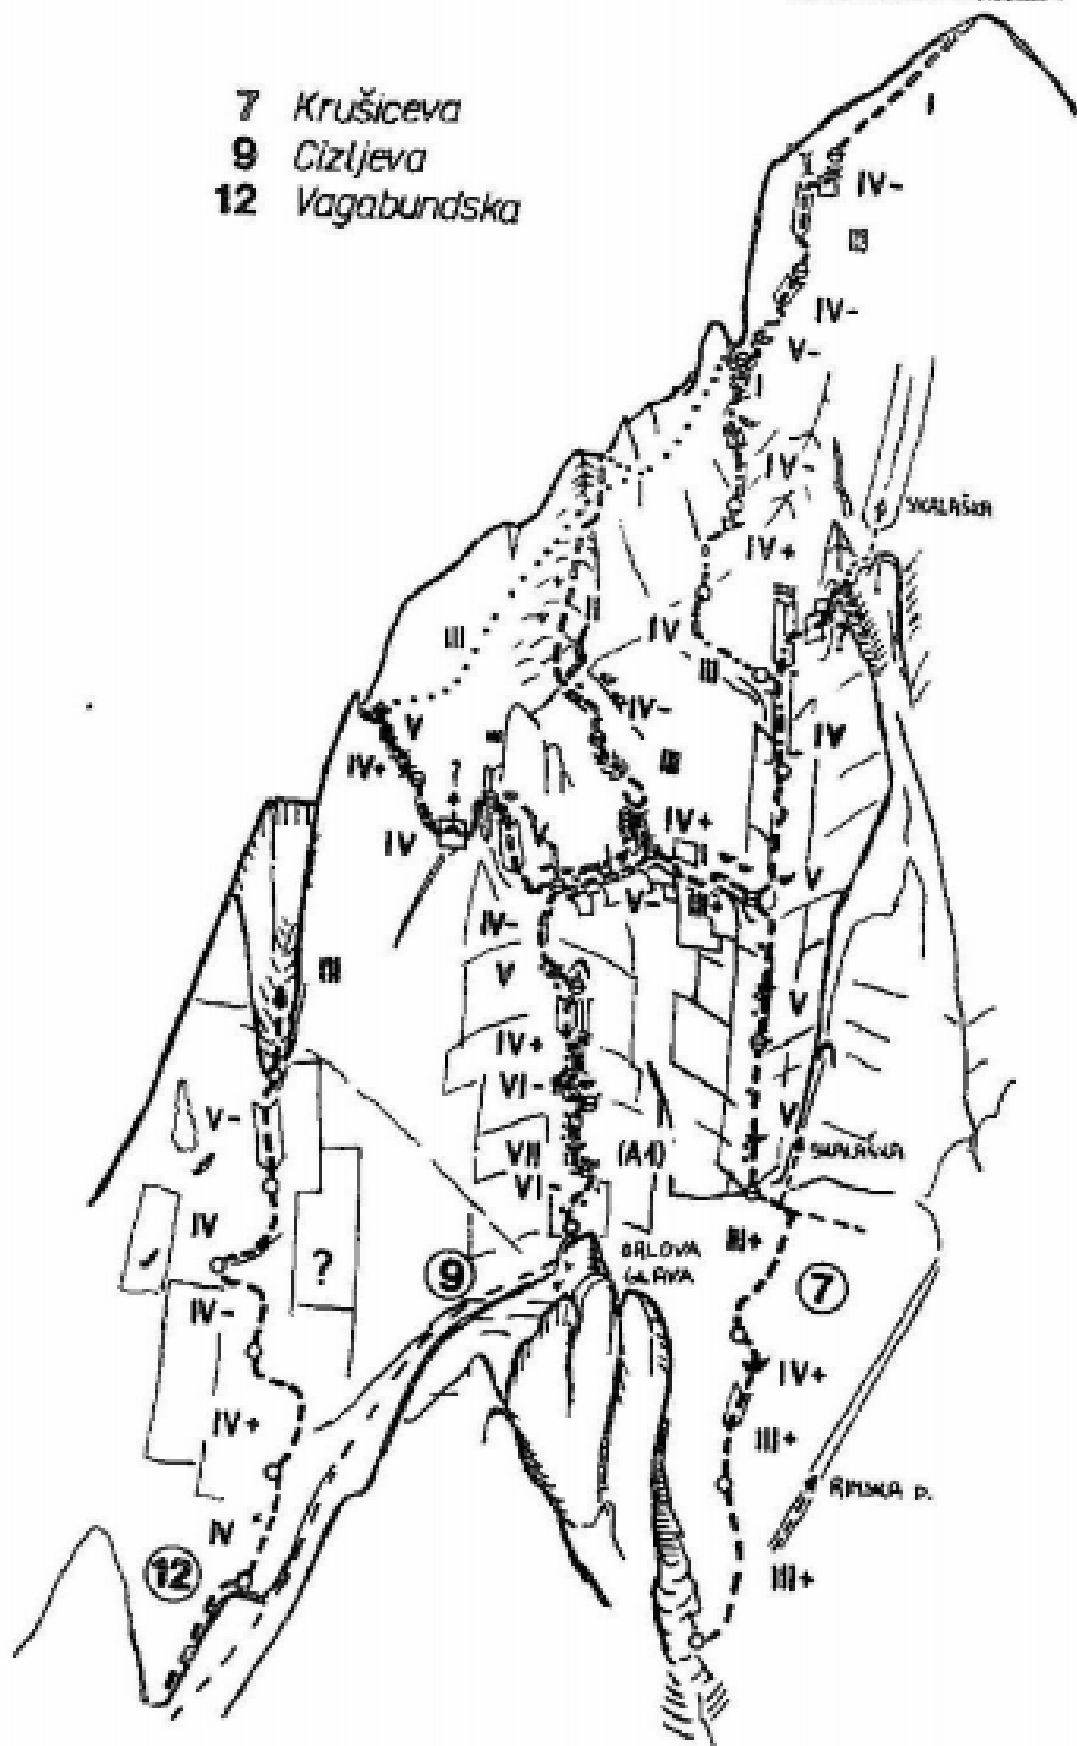 7 Krušiceva
9 Cizljeva
12 Vagabundska
I
IV-
III
IV-
V-
I
IV-
SKALAŠKA
IV+
III
III
IV
III
V
IV-
IV+
?
III
IV
IV
IV+
V
V-
III+
IV-
III
V
V
IV+
VI-
V-
V
VII
(A1)
SKALAŠKA
VI
IV
ORLOVA
GLAVA
III+
?
9
7
IV-
IV+
IV+
III+
RIMSKA P.
IV
12
III+